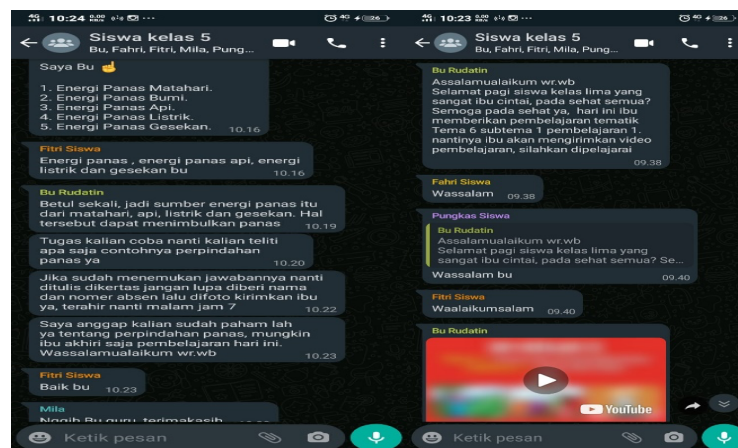 10:24
Siswa kelas 5
Bu, Fahri, Fitri, Mila, Pung...
Saya Bu ☝
1. Energi Panas Matahari.
2. Energi Panas Bumi.
3. Energi Panas Api.
4. Energi Panas Listrik.
5. Energi Panas Gesekan. 10.16
Fitri Siswa
Energi panas , energi panas api, energi
listrik dan gesekan bu
10.16
Bu Rudatin
Betul sekali, jadi sumber energi panas itu
dari matahari, api, listrik dan gesekan. Hal
tersebut dapat menimbulkan panas 10.19
Tugas kalian coba nanti kalian teliti
apa saja contohnya perpindahan
panas ya 10.20
Jika sudah menemukan jawabannya nanti
ditulis dikertas jangan lupa diberi nama
dan nomer absen lalu difoto kirimkan ibu
ya, terahir nanti malam jam 7 10.22
Saya anggap kalian sudah paham lah
ya tentang perpindahan panas, mungkin
ibu akhiri saja pembelajaran hari ini.
Wassalamualaikum wr.wb 10.23
Fitri Siswa
Baik bu 10.23
Mila
Nggih Bu guru, terimakasih
Ketik pesan
10:23
Siswa kelas 5
Bu, Fahri, Fitri, Mila, Pung...
Bu Rudatin
Assalamualaikum wr.wb
Selamat pagi siswa kelas lima yang
sangat ibu cintai, pada sehat semua?
Semoga pada sehat ya, hari ini ibu
memberikan pembelajaran tematik
Tema 6 subtema 1 pembelajaran 1.
nantinya ibu akan mengirimkan video
pembelajaran, silahkan dipelajarai
09.38
Fahri Siswa
Wassalam 09.38
Pungkas Siswa
Bu Rudatin
Assalamualaikum wr.wb
Selamat pagi siswa kelas lima yang
sangat ibu cintai, pada sehat semua? Se...
Wassalam bu 09.40
Fitri Siswa
Waalaikumsalam 09.40
Bu Rudatin
YouTube
Ketik pesan